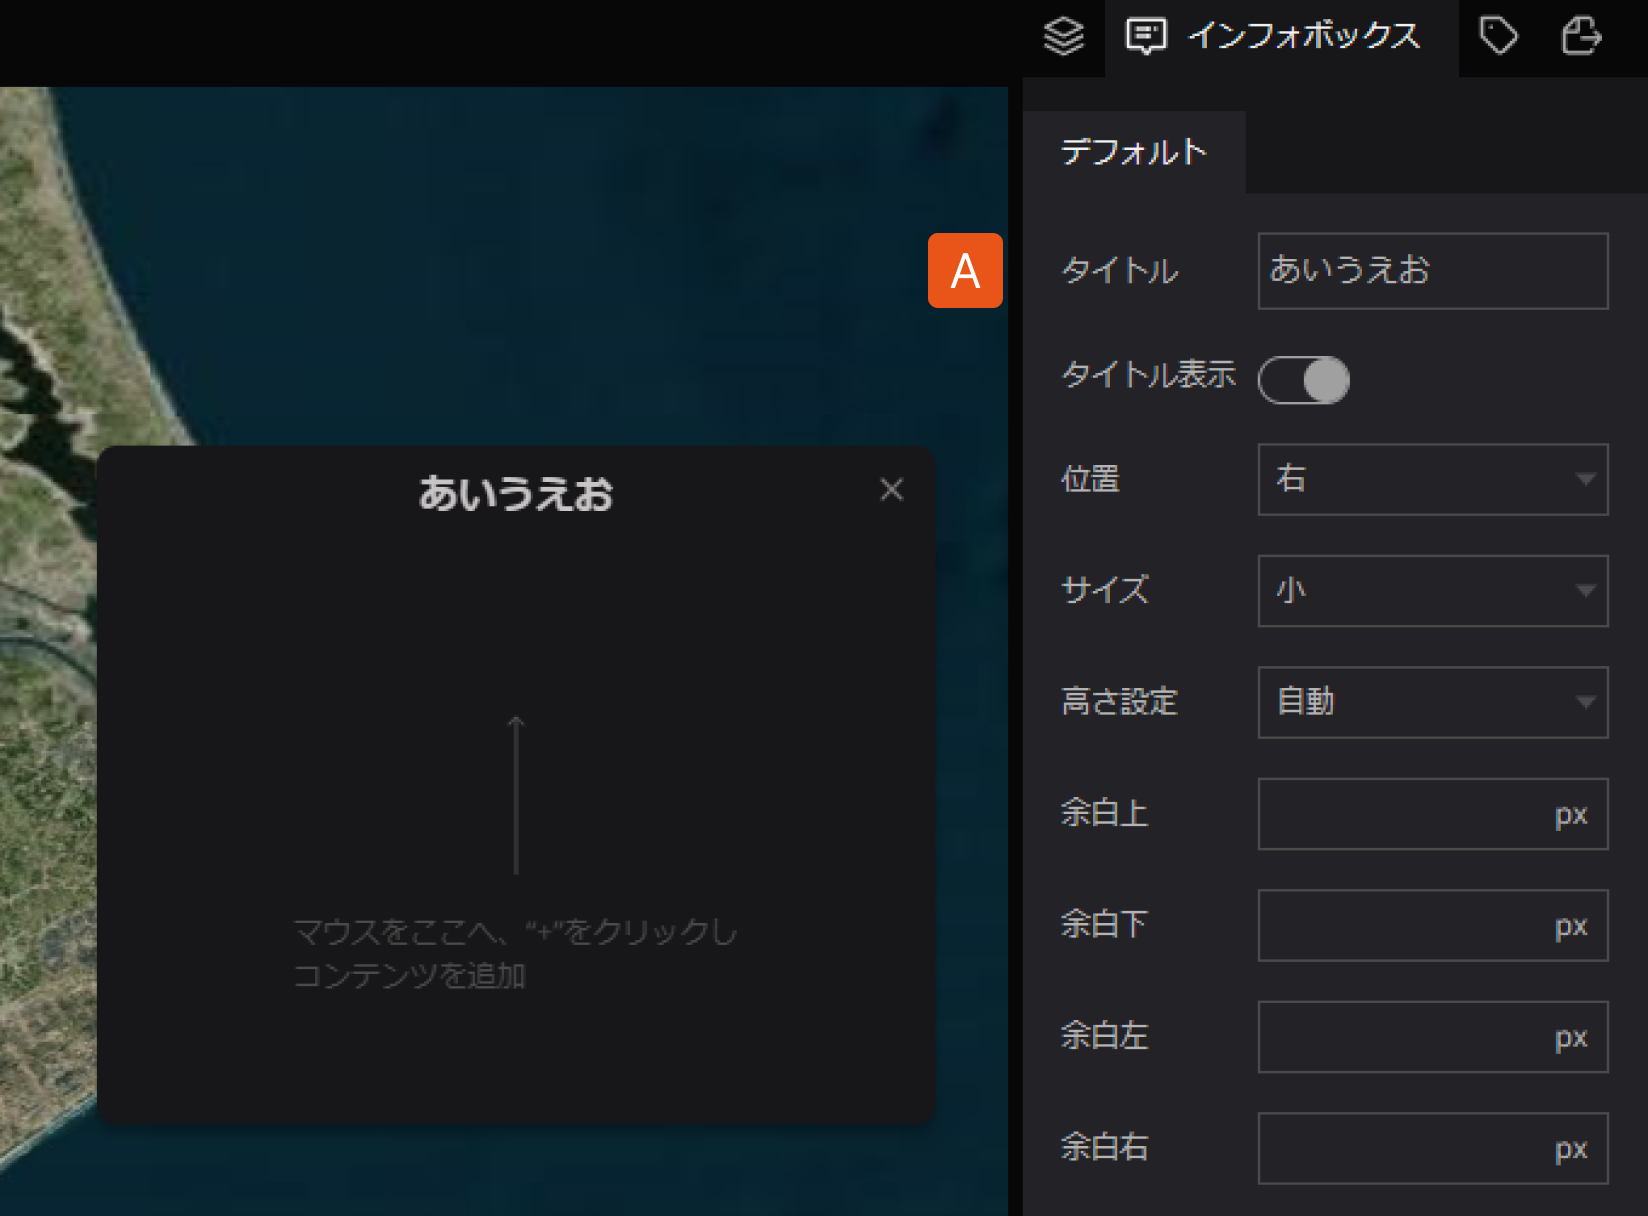 インフォボックス
デフォルト
A
タイトル
あいうえお
タイトル表示
位置
右
サイズ
小
高さ設定
自動
余白上
px
余白下
px
余白左
px
余白右
px
あいうえお
マウスをここへ、“+”をクリックし
コンテンツを追加